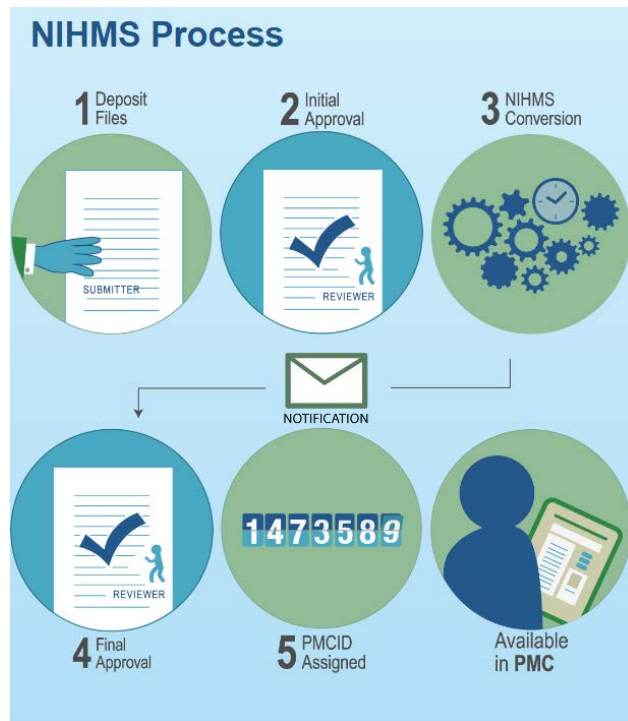 NIHMS Process
1 Deposit
Files
2 Initial
Approval
3 NIHMS
Conversion
SUBMITTER
REVIEWER
NOTIFICATION
REVIEWER
1473589
4 Final
Approval
5 PMCID
Assigned
Available
in PMC